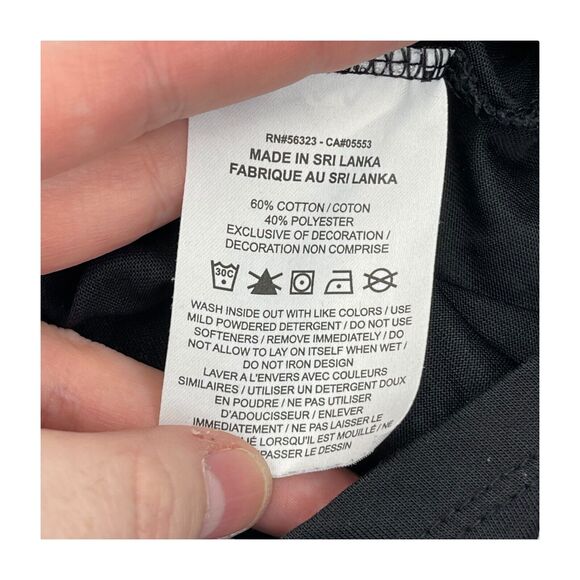 RN#56323 - CA#05553
MADE IN SRI LANKA
FABRIQUE AU SRI LANKA
60% COTTON / COTON
40% POLYESTER
EXCLUSIVE OF DECORATION /
DECORATION NON COMPRISE
30C
WASH INSIDE OUT WITH LIKE COLORS / USE
MILD POWDERED DETERGENT / DO NOT USE
SOFTENERS / REMOVE IMMEDIATELY / DO
NOT ALLOW TO LAY ON ITSELF WHEN WET /
DO NOT IRON DESIGN
LAVER A L'ENVERS AVEC COULEURS
SIMILAIRES / UTILISER UN DETERGENT DOUX
EN POUDRE / NE PAS UTILISER
D'ADOUCISSEUR / ENLEVER
IMMEDIATEMENT / NE PAS LAISSER LE
LORSQU'IL EST MOUILLÉ / NE
PASSER LE DESSIN